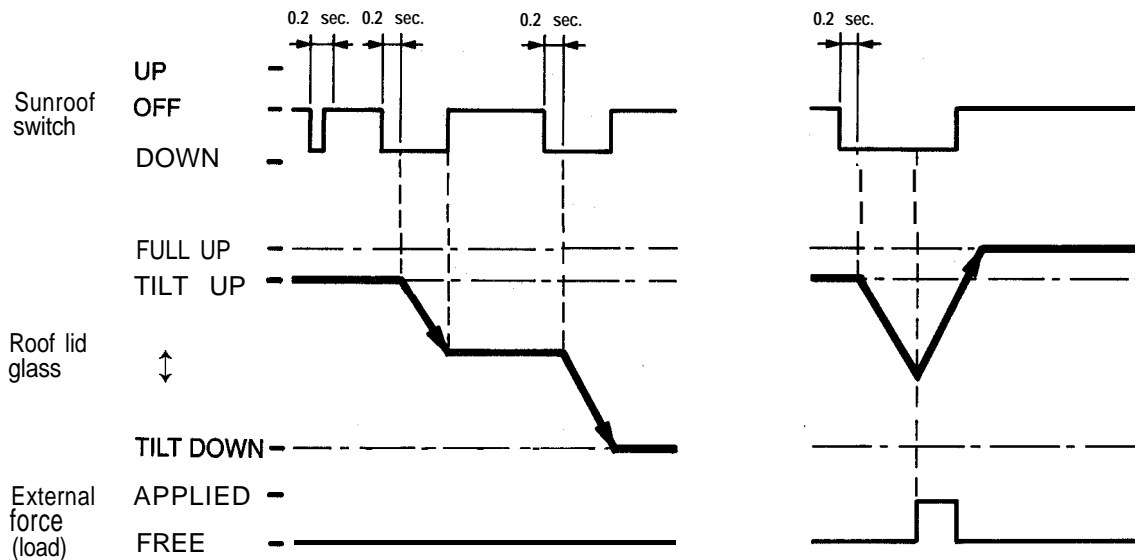 0.2 sec. 0.2 sec. 0.2 sec. 0.2 sec.
UP
Sunroof switch
OFF
DOWN
FULL UP
TILT UP
Roof lid glass
TILT DOWN
External force (load)
APPLIED
FREE